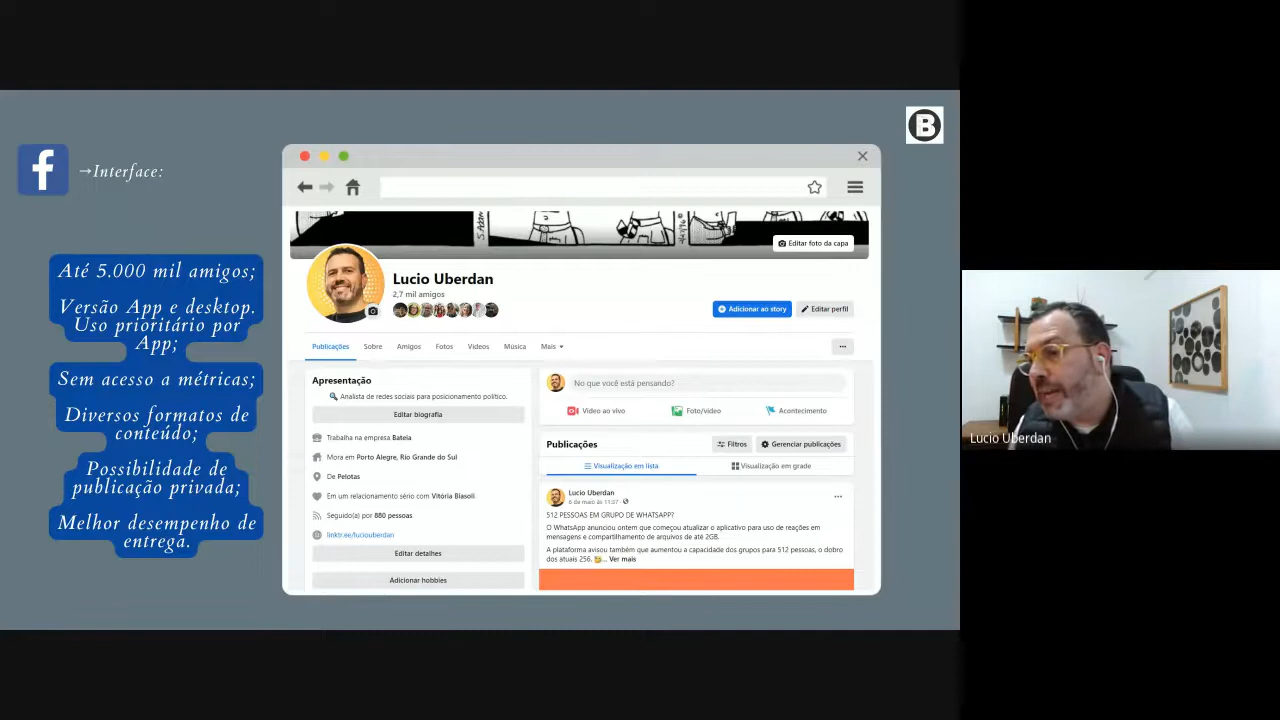 B
f
→Interface:
Até 5.000 mil amigos;
Versão App e desktop.
Uso prioritário por
App;
Sem acesso a métricas;
Diversos formatos de
conteúdo;
Possibilidade de
publicação privada;
Melhor desempenho de
entrega.
Editar foto da capa
Lucio Uberdan
2,7 mil amigos
Adicionar ao story
Editar perfil
Publicações Sobre Amigos Fotos Vídeos Música Mais
Apresentação
Analista de redes sociais para posicionamento político.
Editar biografia
Trabalha na empresa Bateia
Mora em Porto Alegre, Rio Grande do Sul
De Pelotas
Em um relacionamento sério com Vitória Biasoli
Seguido(a) por 880 pessoas
linktr.ee/luciouberdan
Editar detalhes
Adicionar hobbies
No que você está pensando?
Vídeo ao vivo Foto/vídeo Acontecimento
Publicações Filtros Gerenciar publicações
Visualização em lista Visualização em grade
Lucio Uberdan
6 de maio às 11:37
512 PESSOAS EM GRUPO DE WHATSAPP?
O WhatsApp anunciou ontem que começou atualizar o aplicativo para uso de reações em
mensagens e compartilhamento de arquivos de até 2GB.
A plataforma avisou também que aumentou a capacidade dos grupos para 512 pessoas, o dobro
dos atuais 256. ... Ver mais
Lucio Uberdan